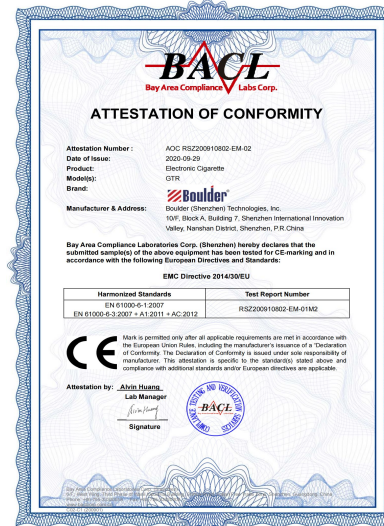 BACL
Bay Area Compliance Labs Corp.
ATTESTATION OF CONFORMITY
Attestation Number : AOC RSZ200910802-EM-02
Date of Issue: 2020-09-29
Product: Electronic Cigarette
Model(s): GTR
Brand: Boulder
Manufacturer & Address: Boulder (Shenzhen) Technologies, Inc.
10/F, Block A, Building 7, Shenzhen International Innovation
Valley, Nanshan District, Shenzhen, P.R.China
Bay Area Compliance Laboratories Corp. (Shenzhen) hereby declares that the
submitted sample(s) of the above equipment has been tested for CE-marking and in
accordance with the following European Directives and Standards:
EMC Directive 2014/30/EU
Harmonized Standards Test Report Number
EN 61000-6-1:2007
EN 61000-6-3:2007 + A1:2011 + AC:2012
RSZ200910802-EM-01M2
CE
Mark is permitted only after all applicable requirements are met in accordance with
the European Union Rules, including the manufacturer's issuance of a "Declaration
of Conformity. The Declaration of Conformity is issued under sole responsibility of
manufacturer. This attestation is specific to the standard(s) stated above and
compliance with additional standards and/or European directives are applicable.
Attestation by: Alvin Huang
Lab Manager
Alvin Huang
Signature
TESTING AND VERIFICATION
BACL
COMPLIANCE SERVICES